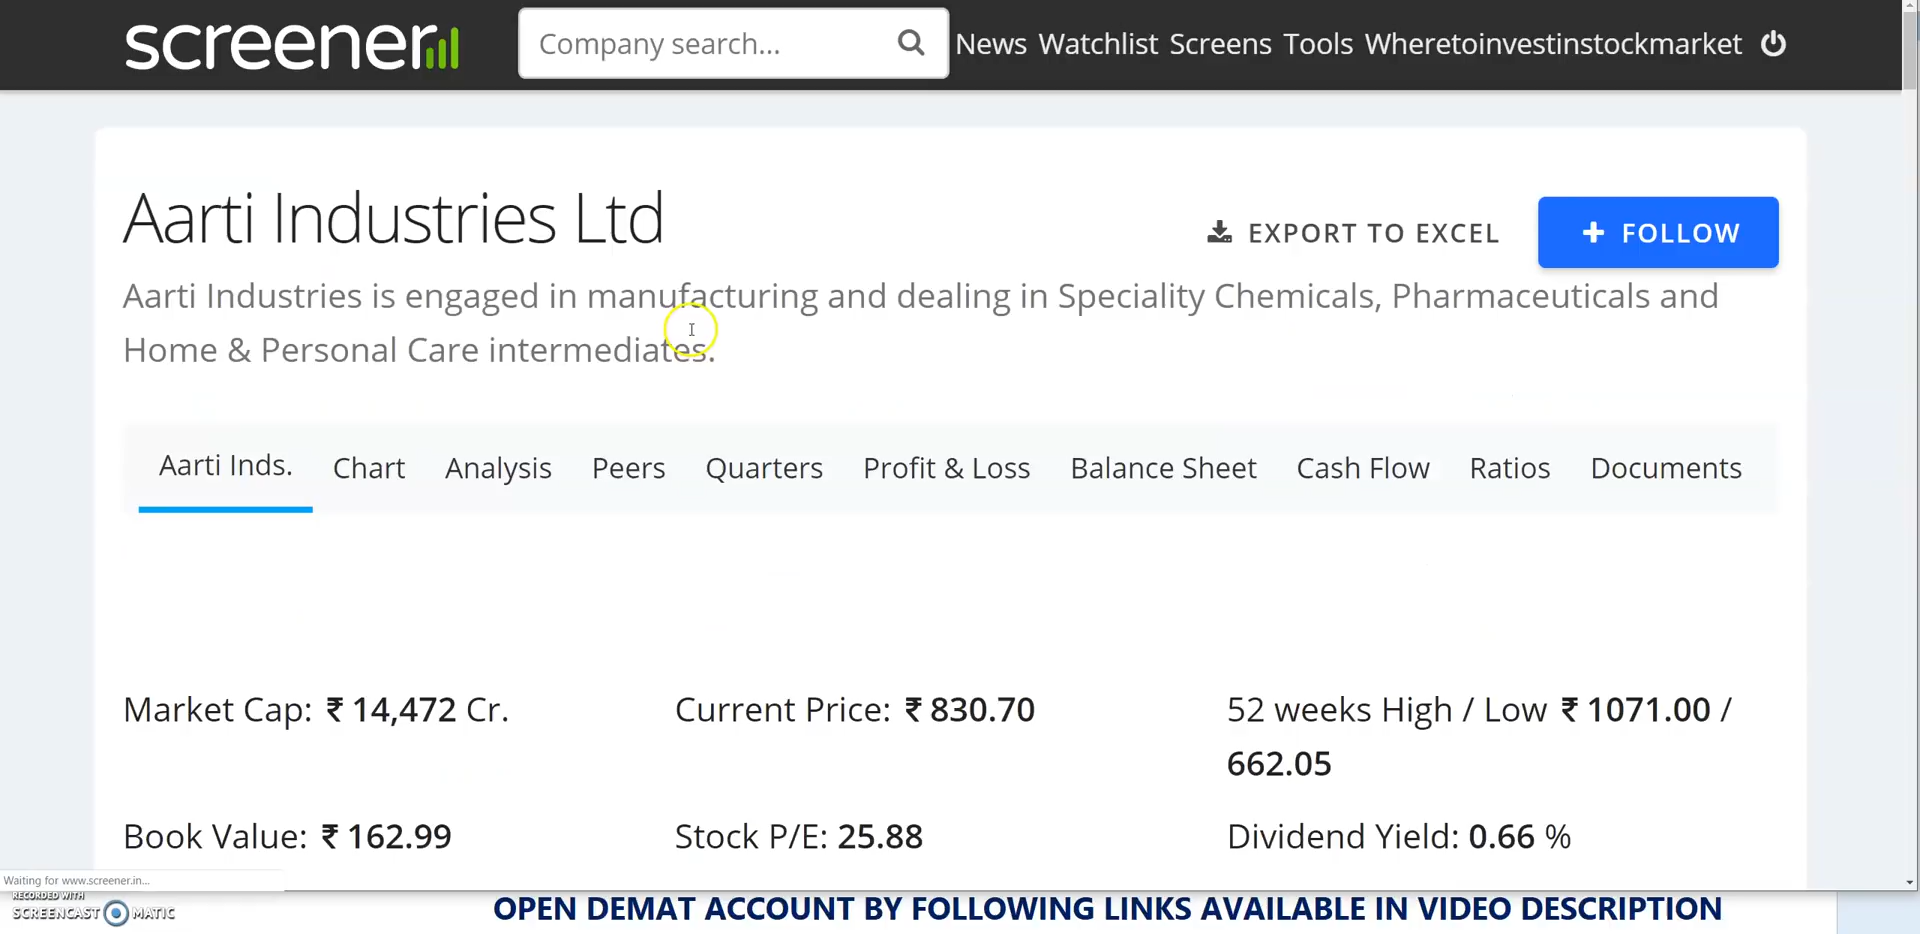 screener
Company search...
News Watchlist Screens Tools Wheretoinvestinstockmarket
Aarti Industries Ltd
EXPORT TO EXCEL
+ FOLLOW
Aarti Industries is engaged in manufacturing and dealing in Speciality Chemicals, Pharmaceuticals and
Home & Personal Care intermediates.
Aarti Inds. Chart Analysis Peers Quarters Profit & Loss Balance Sheet Cash Flow Ratios Documents
Market Cap: ₹ 14,472 Cr.
Current Price: ₹ 830.70
52 weeks High / Low ₹ 1071.00 /
662.05
Book Value: ₹ 162.99
Stock P/E: 25.88
Dividend Yield: 0.66 %
Waiting for www.screener.in...
RECORDED WITH
SCREENCAST MATIC
OPEN DEMAT ACCOUNT BY FOLLOWING LINKS AVAILABLE IN VIDEO DESCRIPTION